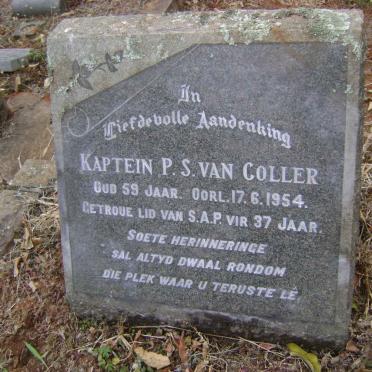 In
Liefdevolle Aandenking
KAPTEIN P. S. VAN COLLER
OUD 59 JAAR. OORL. 17.6.1954.
GETROUE LID VAN S.A.P. VIR 37 JAAR.
SOETE HERINNERINGE
SAL ALTYD DWAAL RONDOM
DIE PLEK WAAR U TERUSTE LÊ